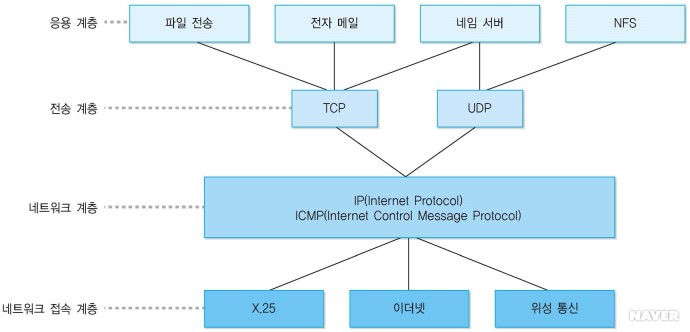 응용 계층
파일 전송
전자 메일
네임 서버
NFS
전송 계층
TCP
UDP
네트워크 계층
IP(Internet Protocol)
ICMP(Internet Control Message Protocol)
네트워크 접속 계층
X.25
이더넷
위성 통신
NAVER